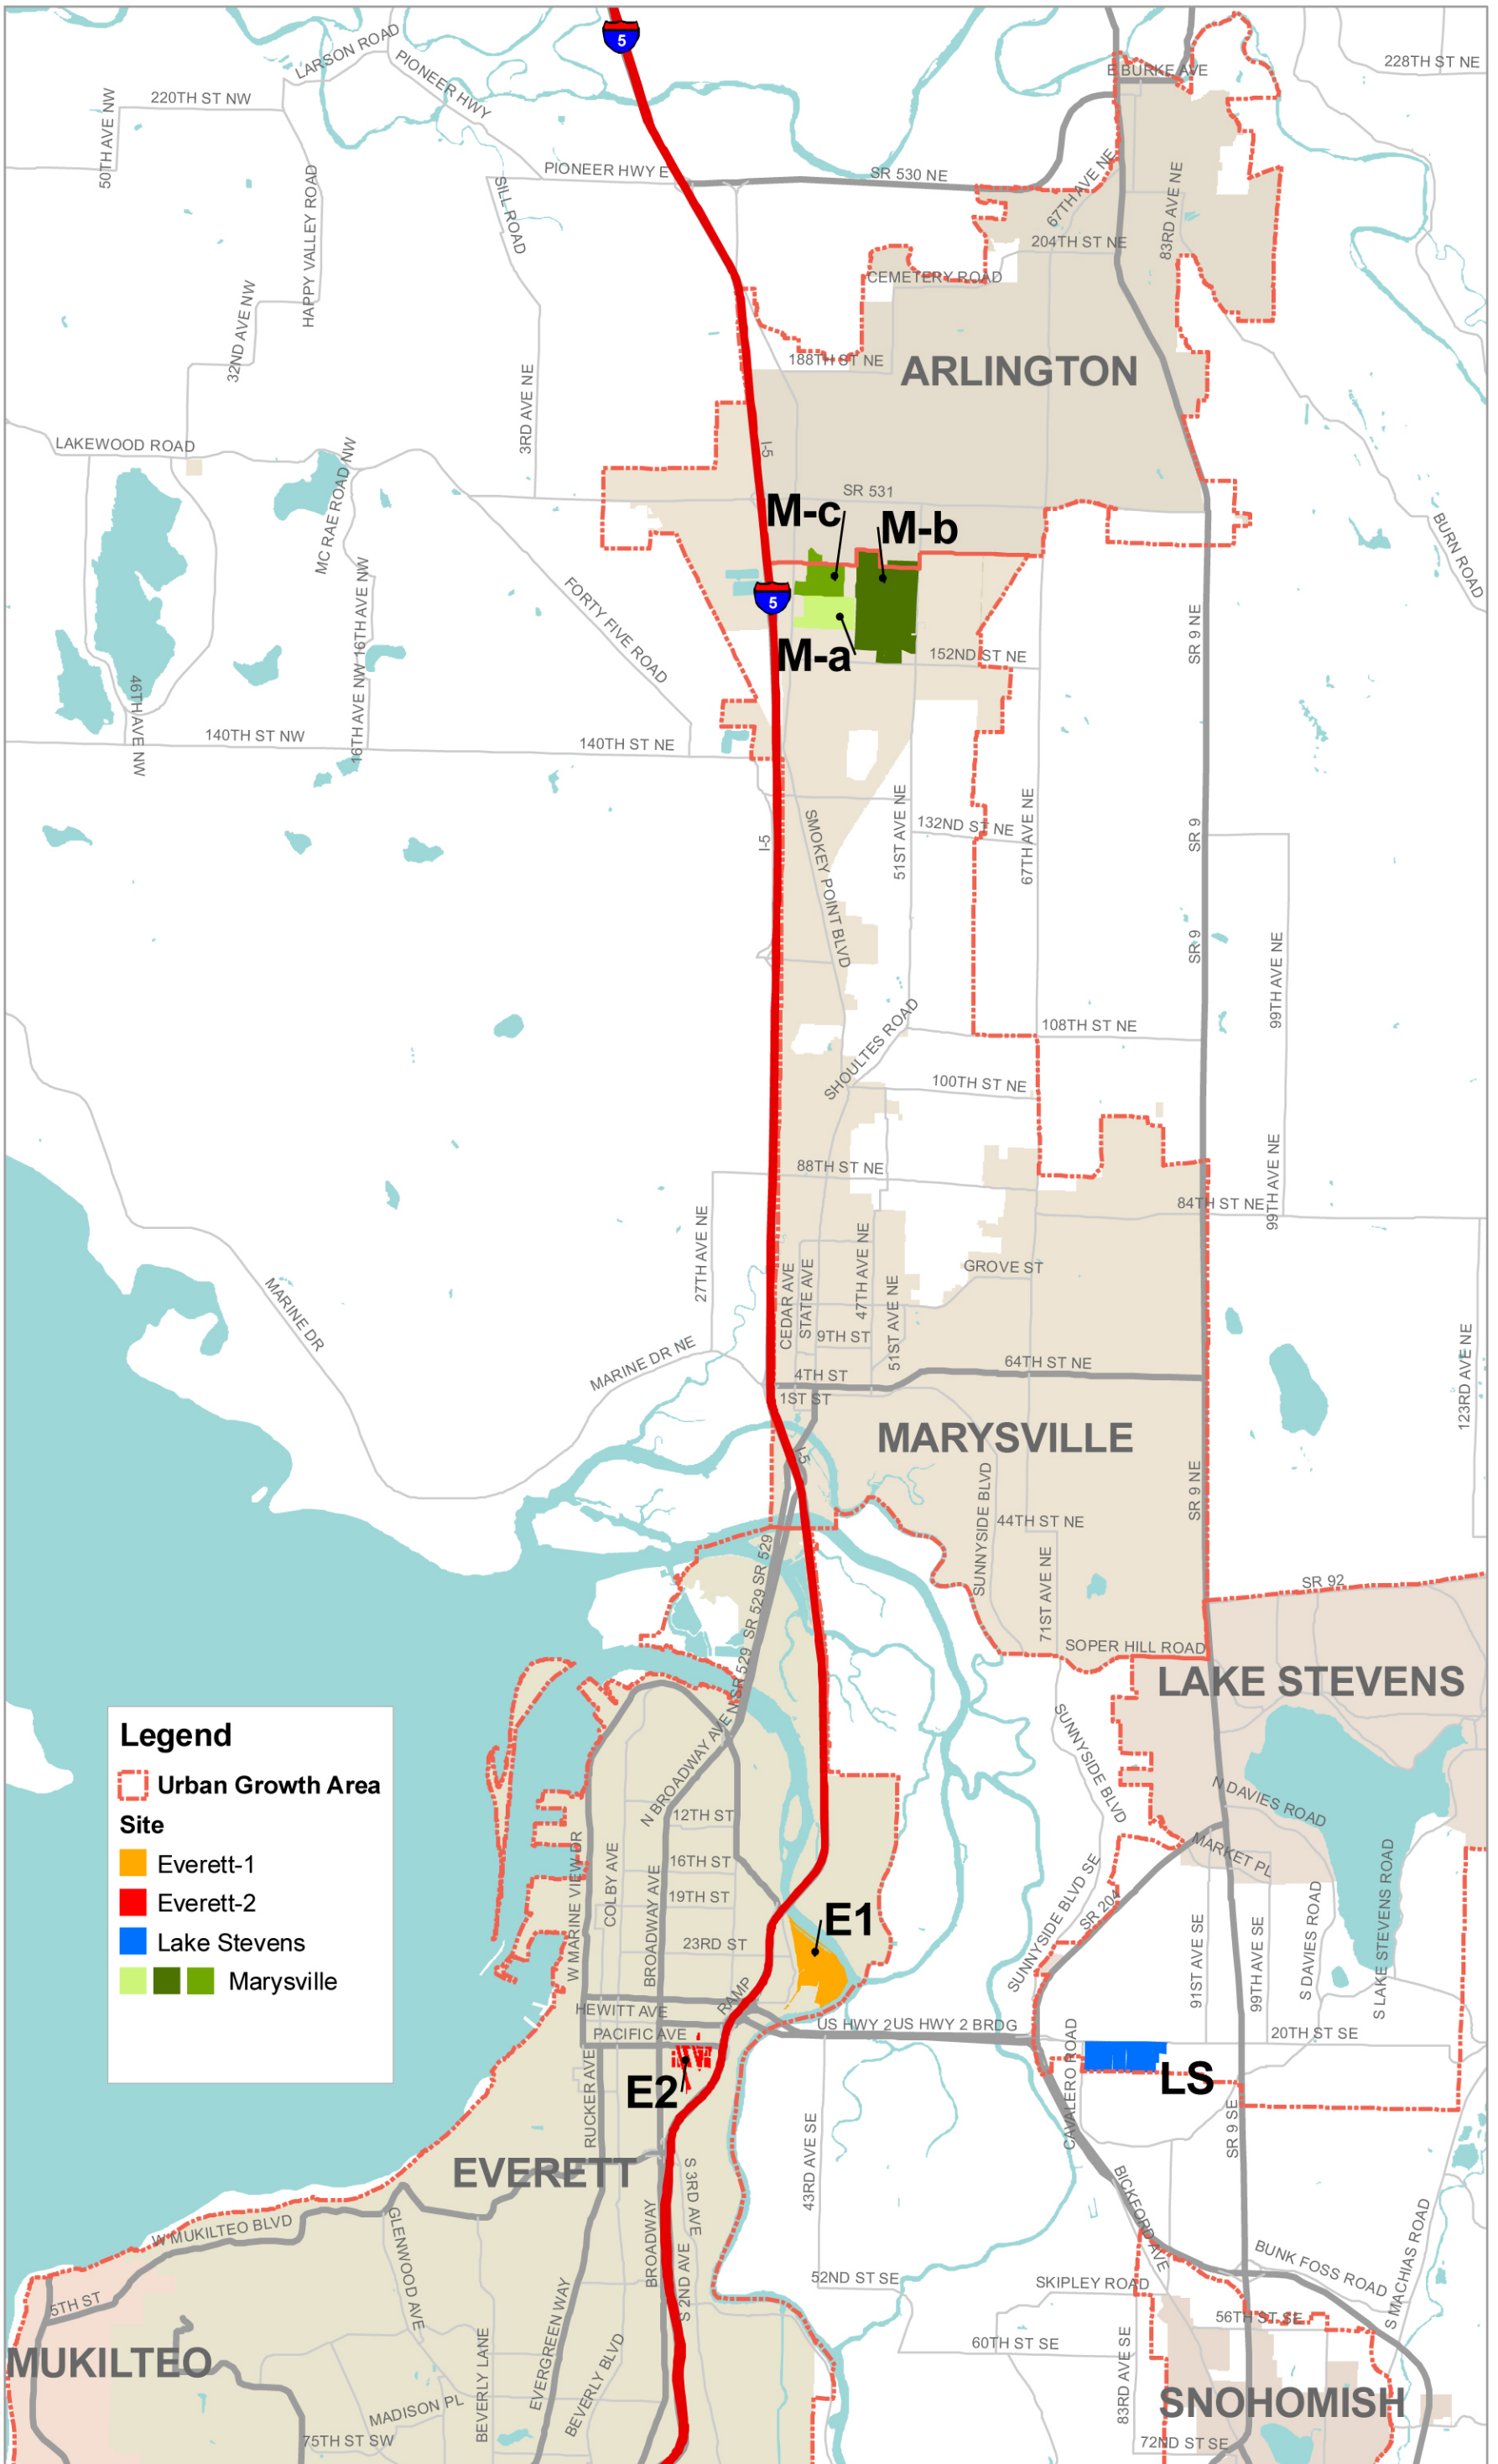 5
LARSON ROAD
PIONEER HWY
E BURKE AVE
228TH ST NE
220TH ST NW
50TH AVE NW
PIONEER HWY E
SR 530 NE
67TH AVE NE
83RD AVE NE
HAPPY VALLEY ROAD
SILL ROAD
204TH ST NE
CEMETERY ROAD
32ND AVE NW
188TH ST NE
ARLINGTON
3RD AVE NE
LAKEWOOD ROAD
I-5
MC RAE ROAD NW
SR 531
M-c
M-b
BURN ROAD
5
FORTY FIVE ROAD
16TH AVE NW
16TH AVE NW
SR 9 NE
M-a
152ND ST NE
46TH AVE NW
140TH ST NW
140TH ST NE
SMOKEY POINT BLVD
51ST AVE NE
132ND ST NE
67TH AVE NE
SR 9
I-5
SR 9
99TH AVE NE
SHOULTES ROAD
108TH ST NE
100TH ST NE
88TH ST NE
99TH AVE NE
84TH ST NE
27TH AVE NE
47TH AVE NE
GROVE ST
CEDAR AVE
STATE AVE
51ST AVE NE
MARINE DR
9TH ST
MARINE DR NE
64TH ST NE
123RD AVE NE
4TH ST
1ST ST
MARYSVILLE
I-5
SUNNYSIDE BLVD
SR 9 NE
44TH ST NE
SR 529
SR 529
71ST AVE NE
SR 92
SOPER HILL ROAD
SR 529
LAKE STEVENS
Legend
Urban Growth Area
Site
Everett-1
Everett-2
Lake Stevens
Marysville
N BROADWAY AVE
SUNNYSIDE BLVD
N DAVIES ROAD
12TH ST
MARKET PL
W MARINE VIEW DR
COLBY AVE
BROADWAY AVE
16TH ST
19TH ST
E1
23RD ST
SUNNYSIDE BLVD SE
SR 204
91ST AVE SE
99TH AVE SE
S DAVIES ROAD
S LAKE STEVENS ROAD
RAMP
HEWITT AVE
PACIFIC AVE
US HWY 2
US HWY 2 BRDG
20TH ST SE
RUCKER AVE
E2
CAVALERO ROAD
LS
43RD AVE SE
SR 9 SE
EVERETT
S 3RD AVE
BICKFORD AVE
W MUKILTEO BLVD
GLENWOOD AVE
BROADWAY
S 2ND AVE
BUNK FOSS ROAD
S MACHIAS ROAD
52ND ST SE
SKIPLEY ROAD
5TH ST
56TH ST SE
MUKILTEO
BEVERLY LANE
EVERGREEN WAY
BEVERLY BLVD
60TH ST SE
83RD AVE SE
SNOHOMISH
MADISON PL
75TH ST SW
72ND ST SE